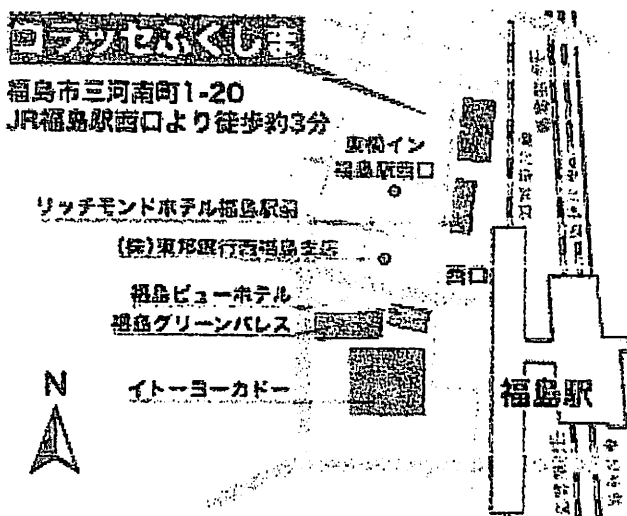 コラッセふくしま
福島市三河南町1-20
JR福島駅西口より徒歩約3分
東横イン
福島駅西口
リッチモンドホテル福島駅前
(株)東邦銀行西福島支店
西口
福島ビューホテル
福島グリーンパレス
イトーヨーカドー
福島駅
N